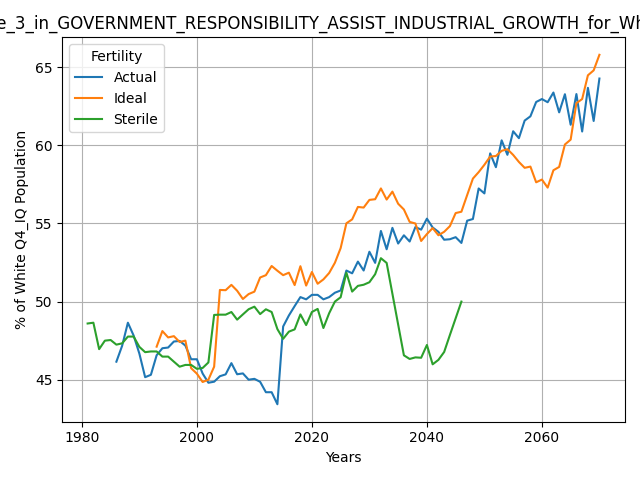 e_3_in_GOVERNMENT_RESPONSIBILITY_ASSIST_INDUSTRIAL_GROWTH_for_Wh
Fertility
Actual
Ideal
Sterile
% of White Q4_IQ Population
65
60
55
50
45
1980 2000 2020 2040 2060
Years